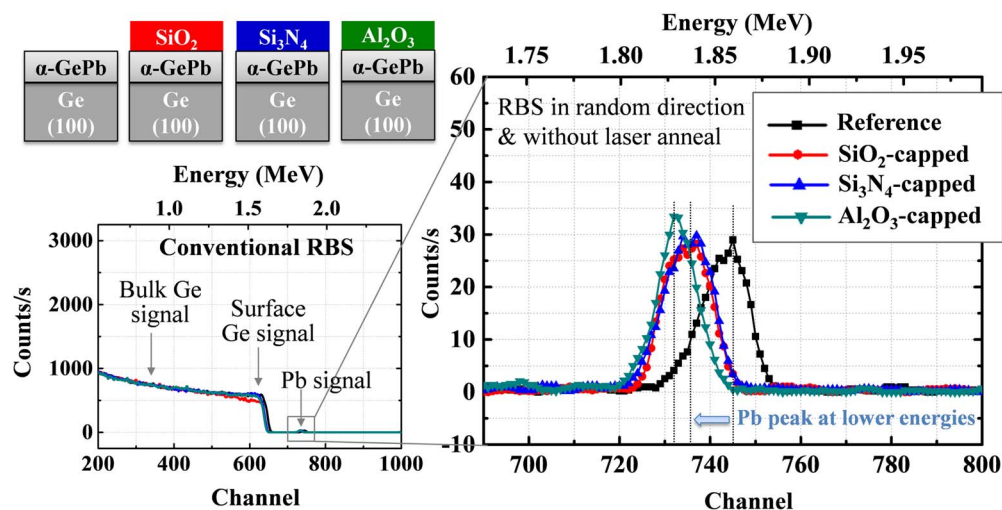 SiO₂
Si₃N₄
Al₂O₃
α-GePb
α-GePb
α-GePb
α-GePb
Ge
(100)
Ge
(100)
Ge
(100)
Ge
(100)
Energy (MeV)
1.0 1.5 2.0
Conventional RBS
Bulk Ge
signal
Surface
Ge signal
Pb signal
3000
2000
1000
0
Counts/s
200 400 600 800 1000
Channel
Energy (MeV)
1.75 1.80 1.85 1.90 1.95
RBS in random direction
& without laser anneal
Reference
SiO₂-capped
Si₃N₄-capped
Al₂O₃-capped
60
50
40
30
20
10
0
-10
Counts/s
Pb peak at lower energies
700 720 740 760 780 800
Channel